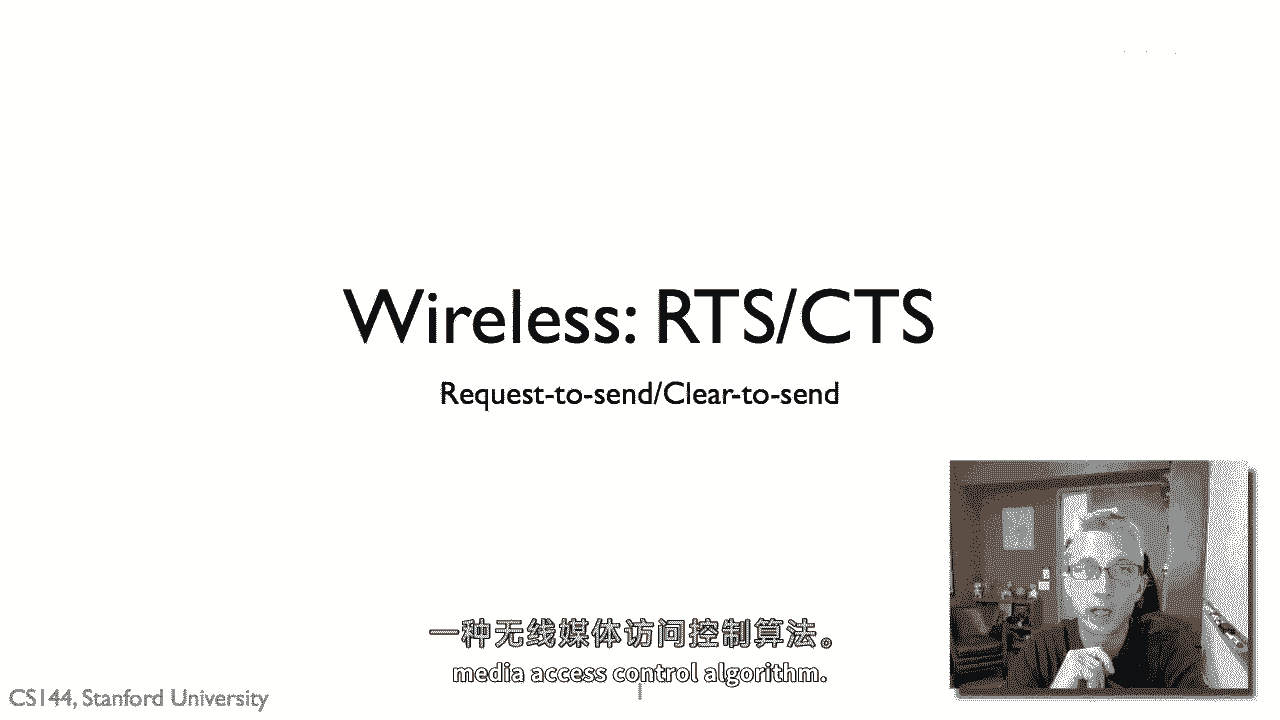 Wireless: RTS/CTS
Request-to-send/Clear-to-send
一种无线媒体访问控制算法。
media access control algorithm.
CS144, Stanford University
1